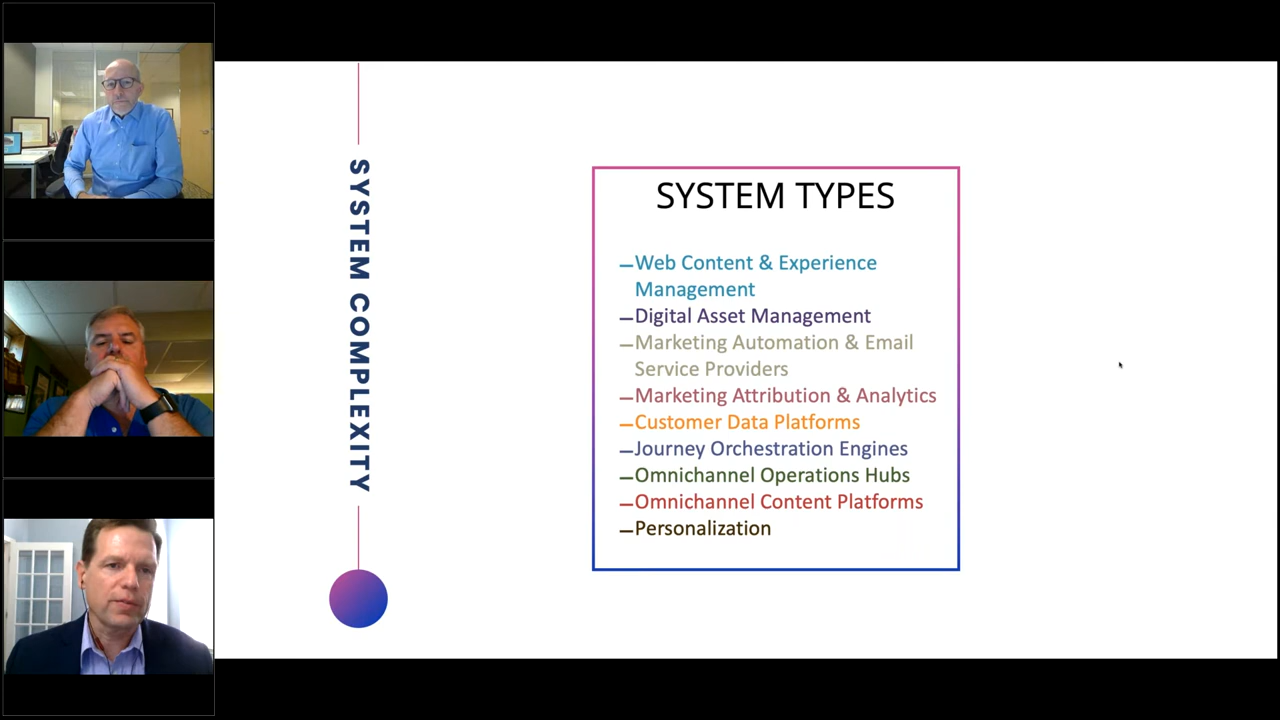 SYSTEM COMPLEXITY
SYSTEM TYPES
—Web Content & Experience
Management
—Digital Asset Management
—Marketing Automation & Email
Service Providers
—Marketing Attribution & Analytics
—Customer Data Platforms
—Journey Orchestration Engines
—Omnichannel Operations Hubs
—Omnichannel Content Platforms
—Personalization